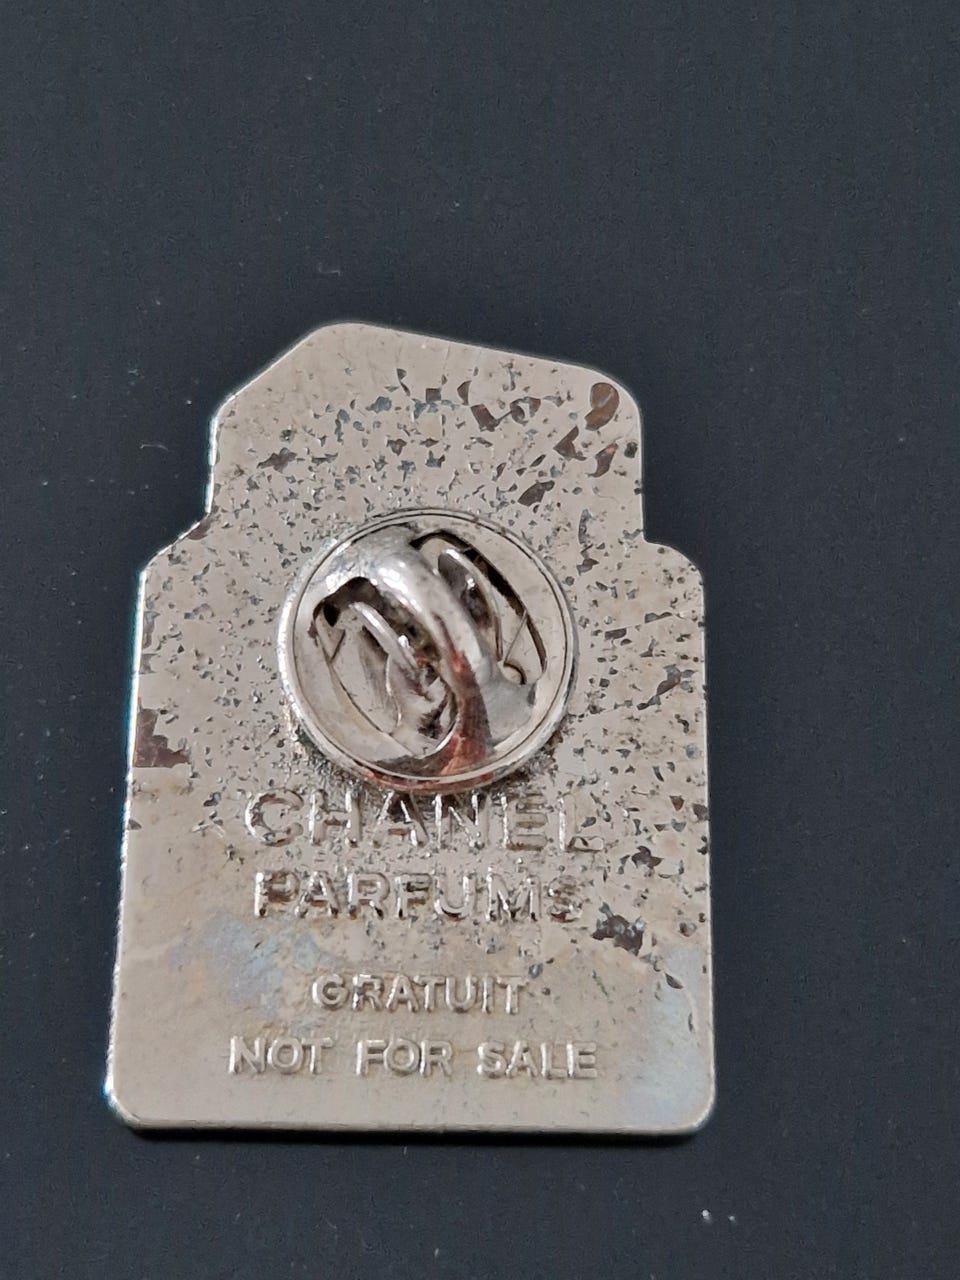 CHANEL
PARFUMS
GRATUIT
NOT FOR SALE